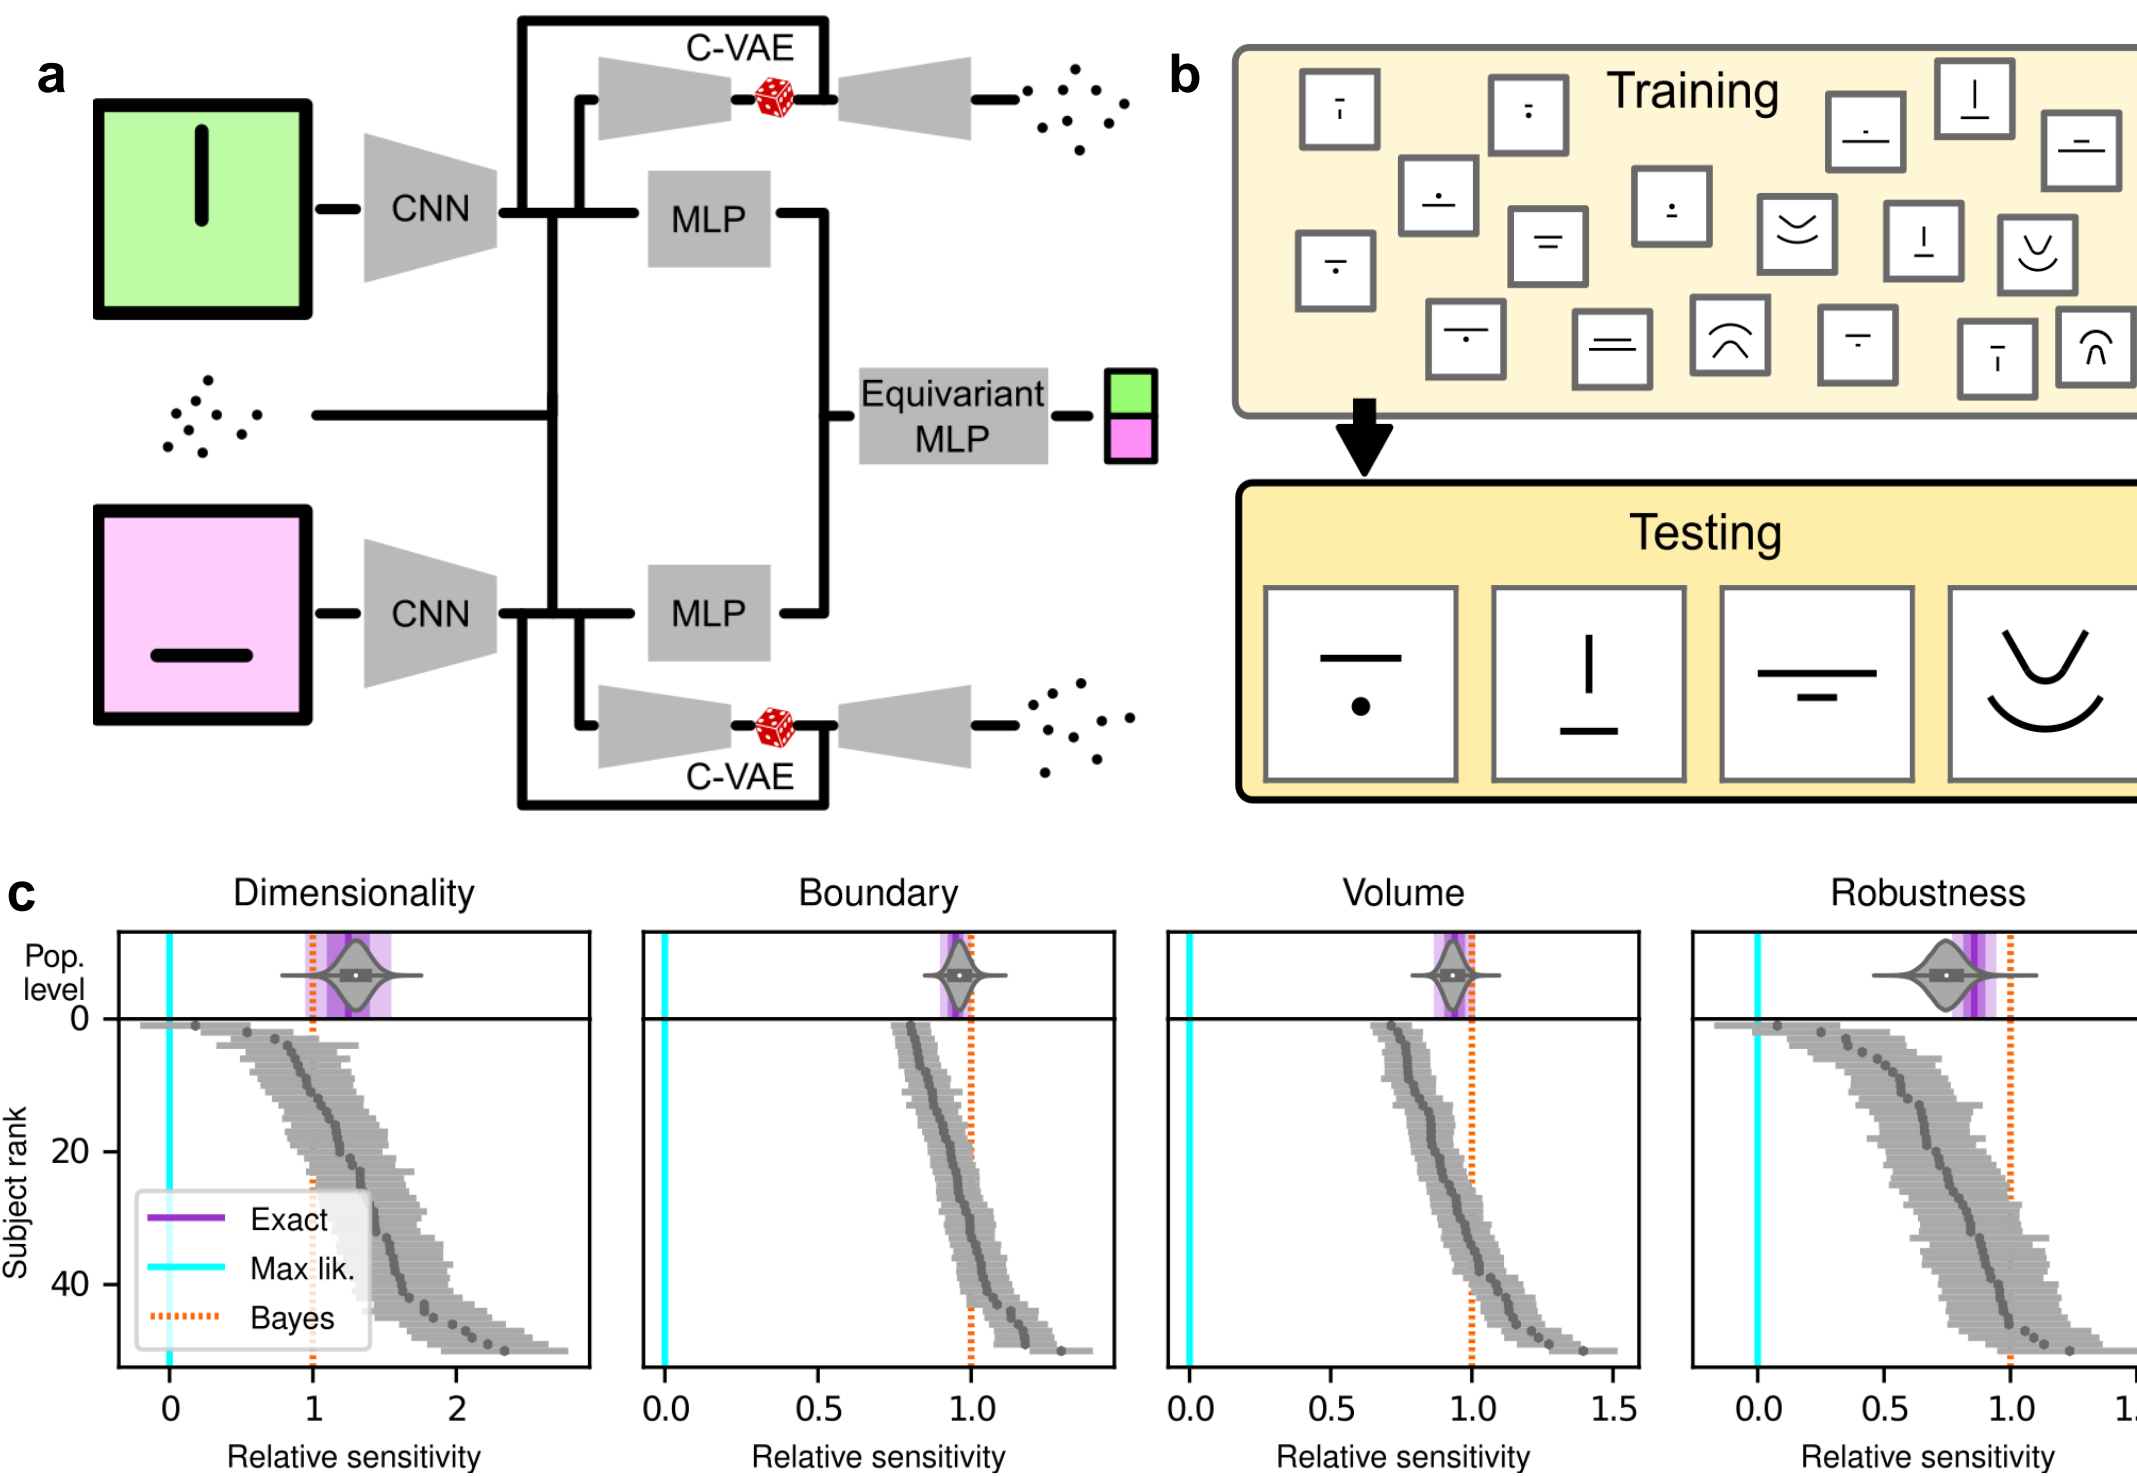 a
C-VAE
CNN
MLP
Equivariant
MLP
CNN
MLP
C-VAE
b
Training
Testing
c
Dimensionality
Boundary
Volume
Robustness
Pop.
level
Subject rank
0
20
40
Exact
Max lik.
Bayes
0 1 2
0.0 0.5 1.0
0.0 0.5 1.0 1.5
0.0 0.5 1.0 1.
Relative sensitivity
Relative sensitivity
Relative sensitivity
Relative sensitivity